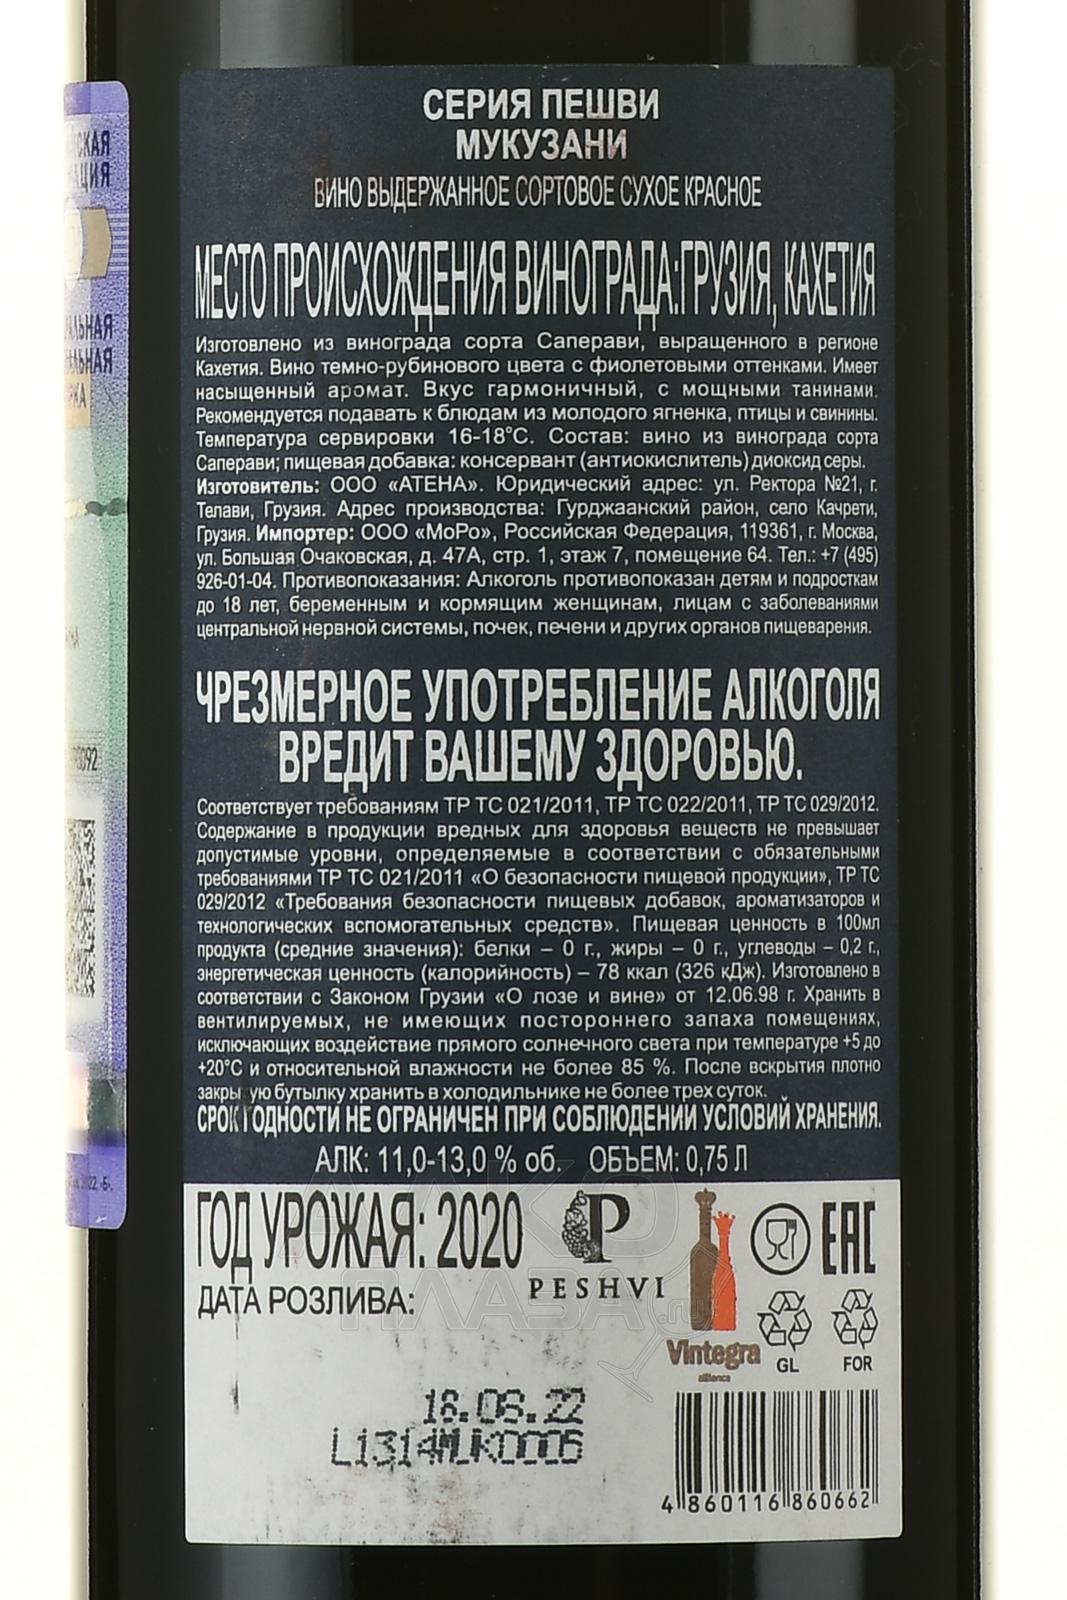 СЕРИЯ ПЕШВИ
МУКУЗАНИ
ВИНО ВЫДЕРЖАННОЕ СОРТОВОЕ СУХОЕ КРАСНОЕ
МЕСТО ПРОИСХОЖДЕНИЯ ВИНОГРАДА:ГРУЗИЯ, КАХЕТИЯ
Изготовлено из винограда сорта Саперави, выращенного в регионе
Кахетия. Вино темно-рубинового цвета с фиолетовыми оттенками. Имеет
насыщенный аромат. Вкус гармоничный, с мощными танинами.
Рекомендуется подавать к блюдам из молодого ягненка, птицы и свинины.
Температура сервировки 16-18°С. Состав: вино из винограда сорта
Саперави; пищевая добавка: консервант (антиокислитель) диоксид серы.
Изготовитель: ООО «АТЕНА». Юридический адрес: ул. Ректора №21, г.
Телави, Грузия. Адрес производства: Гурджаанский район, село Качрети,
Грузия. Импортер: ООО «МоРо», Российская Федерация, 119361, г. Москва,
ул. Большая Очаковская, д. 47А, стр. 1, этаж 7, помещение 64. Тел.: +7 (495)
926-01-04. Противопоказания: Алкоголь противопоказан детям и подросткам
до 18 лет, беременным и кормящим женщинам, лицам с заболеваниями
центральной нервной системы, почек, печени и других органов пищеварения.
ЧРЕЗМЕРНОЕ УПОТРЕБЛЕНИЕ АЛКОГОЛЯ
ВРЕДИТ ВАШЕМУ ЗДОРОВЬЮ.
Соответствует требованиям ТР ТС 021/2011, ТР ТС 022/2011, ТР ТС 029/2012.
Содержание в продукции вредных для здоровья веществ не превышает
допустимые уровни, определяемые в соответствии с обязательными
требованиями ТР ТС 021/2011 «О безопасности пищевой продукции», ТР ТС
029/2012 «Требования безопасности пищевых добавок, ароматизаторов и
технологических вспомогательных средств». Пищевая ценность в 100мл
продукта (средние значения): белки – 0 г., жиры – 0 г., углеводы – 0,2 г.,
энергетическая ценность (калорийность) – 78 ккал (326 кДж). Изготовлено в
соответствии с Законом Грузии «О лозе и вине» от 12.06.98 г. Хранить в
вентилируемых, не имеющих постороннего запаха помещениях,
исключающих воздействие прямого солнечного света при температуре +5 до
+20°С и относительной влажности не более 85 %. После вскрытия плотно
закры ую бутылку хранить в холодильнике не более трех суток.
СРОК ГОДНОСТИ НЕ ОГРАНИЧЕН ПРИ СОБЛЮДЕНИИ УСЛОВИЙ ХРАНЕНИЯ.
АЛК: 11,0-13,0 % об. ОБЪЕМ: 0,75 Л
ГОД УРОЖАЯ: 2020
ДАТА РОЗЛИВА:
P
PESHVI
Vintegra
alliance
EAC
GL
FOR
18.08.22
L1314MUK0006
4 860116 860662
АЛКО
ПЛАЗА.ru